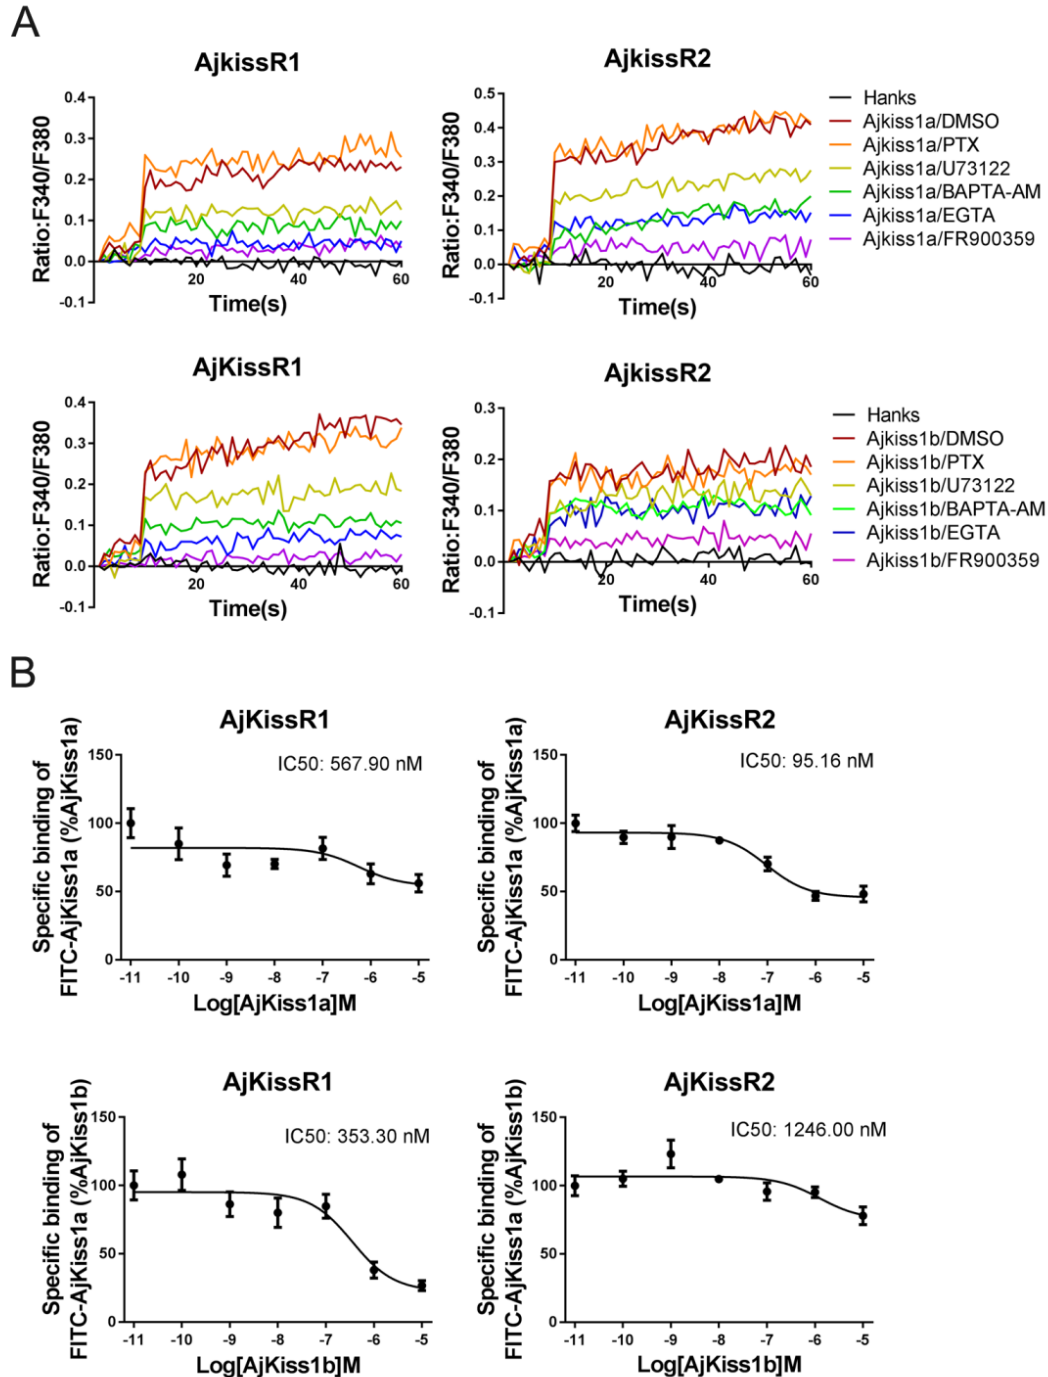 A
AjkissR1
Ratio:F340/F380
0.4
0.3
0.2
0.1
0.0
-0.1
20
40
60
Time(s)
AjkissR2
Ratio:F340/F380
0.5
0.4
0.3
0.2
0.1
0.0
-0.1
20
40
60
Time(s)
Hanks
Ajkiss1a/DMSO
Ajkiss1a/PTX
Ajkiss1a/U73122
Ajkiss1a/BAPTA-AM
Ajkiss1a/EGTA
Ajkiss1a/FR900359
AjKissR1
Ratio:F340/F380
0.4
0.3
0.2
0.1
0.0
-0.1
20
40
60
Time(s)
AjkissR2
Ratio:F340/F380
0.3
0.2
0.1
0.0
-0.1
20
40
60
Time(s)
Hanks
Ajkiss1b/DMSO
Ajkiss1b/PTX
Ajkiss1b/U73122
Ajkiss1b/BAPTA-AM
Ajkiss1b/EGTA
Ajkiss1b/FR900359
B
AjKissR1
Specific binding of
FITC-AjKiss1a (%AjKiss1a)
150
100
50
0
IC50: 567.90 nM
-11 -10 -9 -8 -7 -6 -5
Log[AjKiss1a]M
AjKissR2
Specific binding of
FITC-AjKiss1a (%AjKiss1a)
150
100
50
0
IC50: 95.16 nM
-11 -10 -9 -8 -7 -6 -5
Log[AjKiss1a]M
AjKissR1
Specific binding of
FITC-AjKiss1a (%AjKiss1b)
150
100
50
0
IC50: 353.30 nM
-11 -10 -9 -8 -7 -6 -5
Log[AjKiss1b]M
AjKissR2
Specific binding of
FITC-AjKiss1a (%AjKiss1b)
150
100
50
0
IC50: 1246.00 nM
-11 -10 -9 -8 -7 -6 -5
Log[AjKiss1b]M